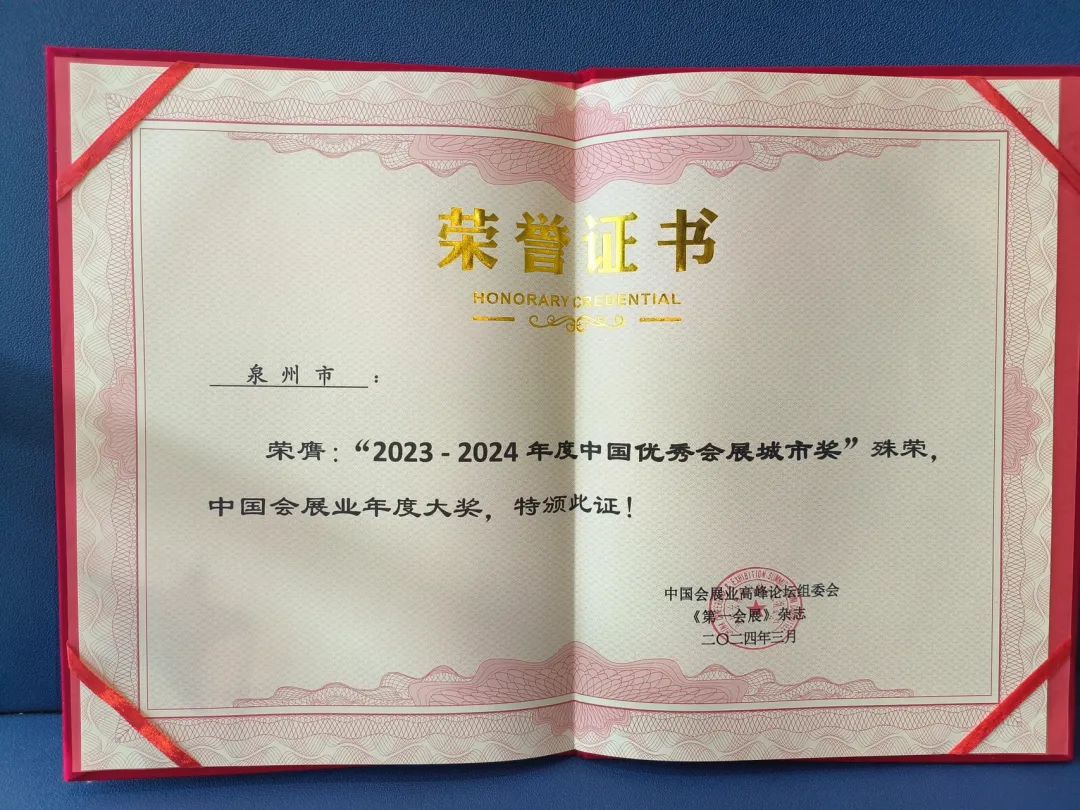 荣誉证书
HONORARY CREDENTIAL
泉州市：
荣膺：“2023 - 2024 年度中国优秀会展城市奖”殊荣，
中国会展业年度大奖，特颁此证！
中国会展业高峰论坛组委会
《第一会展》杂志
二〇二四年三月